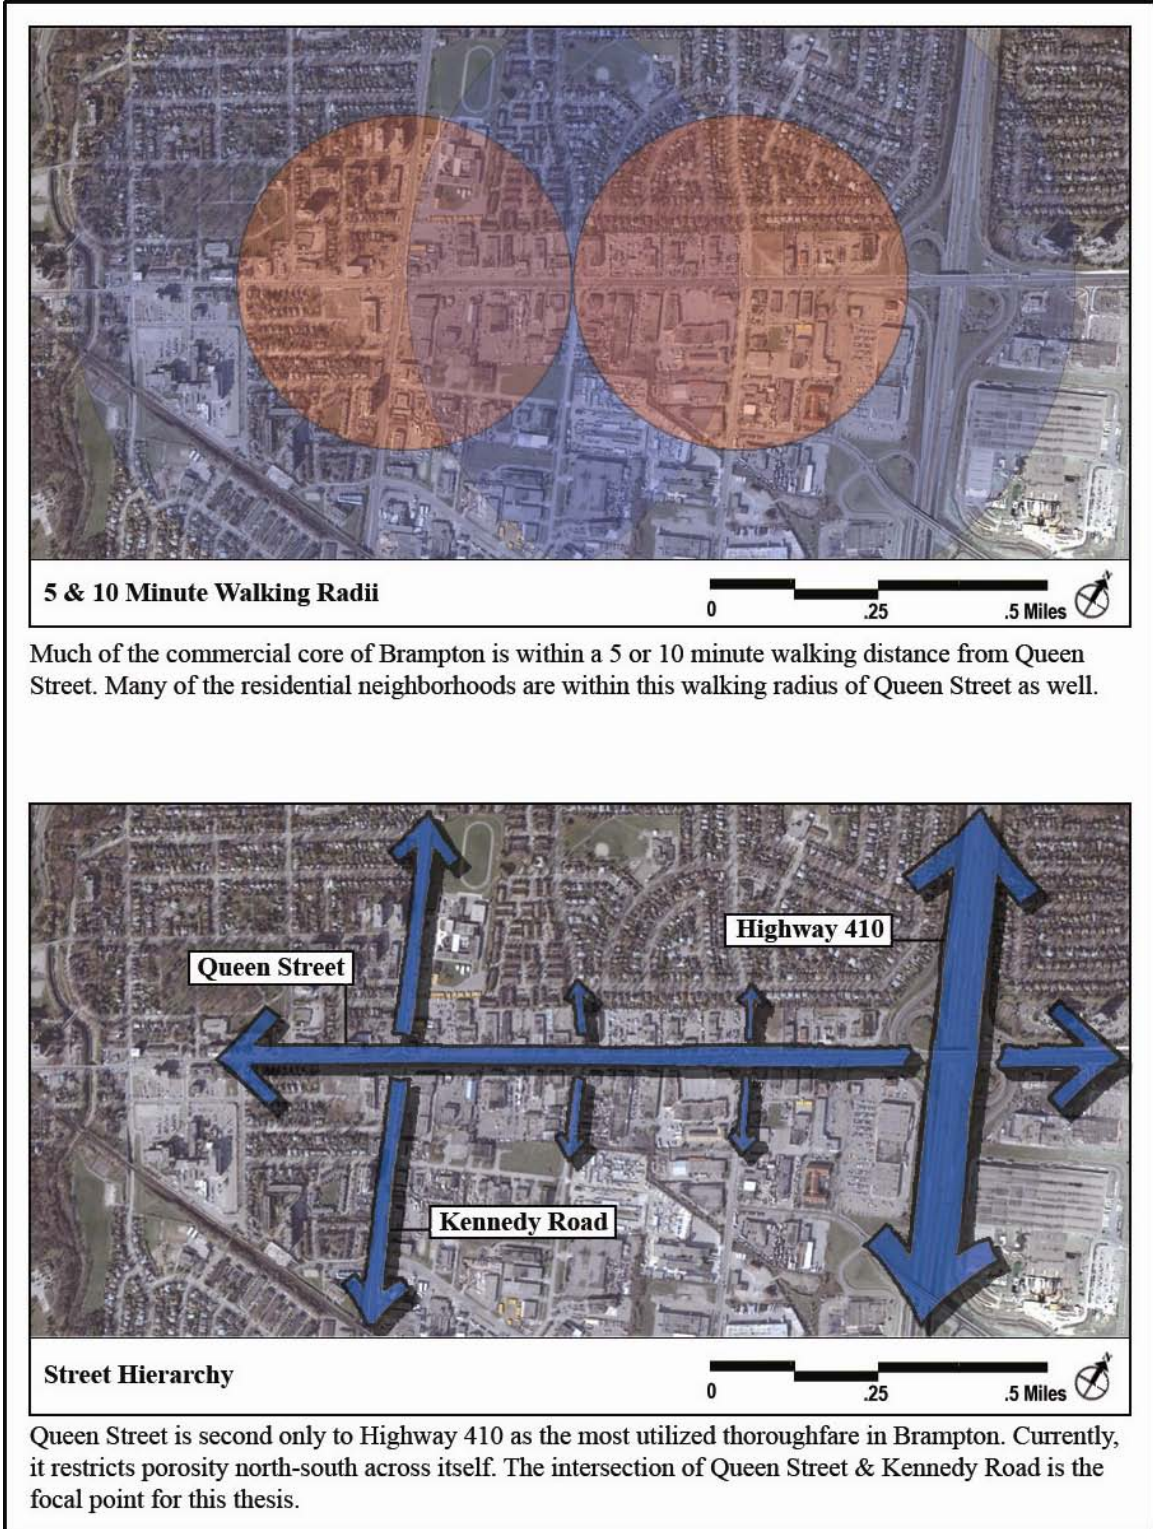 5 & 10 Minute Walking Radii
0 .25 .5 Miles
N
Much of the commercial core of Brampton is within a 5 or 10 minute walking distance from Queen
Street. Many of the residential neighborhoods are within this walking radius of Queen Street as well.
Highway 410
Queen Street
Kennedy Road
Street Hierarchy
0 .25 .5 Miles
N
Queen Street is second only to Highway 410 as the most utilized thoroughfare in Brampton. Currently,
it restricts porosity north-south across itself. The intersection of Queen Street & Kennedy Road is the
focal point for this thesis.